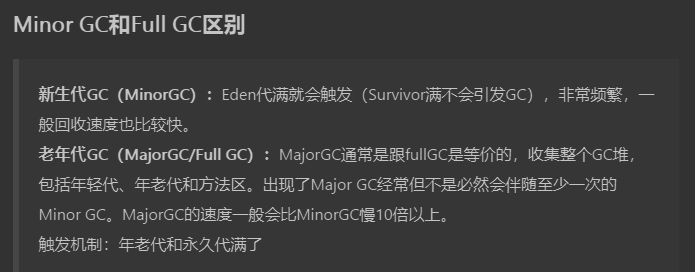 Minor GC和Full GC区别
新生代GC（MinorGC）：Eden代满就会触发（Survivor满不会引发GC），非常频繁，一
般回收速度也比较快。
老年代GC（MajorGC/Full GC）：MajorGC通常是跟fullGC是等价的，收集整个GC堆，
包括年轻代、年老代和方法区。出现了Major GC经常但不是必然会伴随至少一次的
Minor GC。MajorGC的速度一般会比MinorGC慢10倍以上。
触发机制：年老代和永久代满了